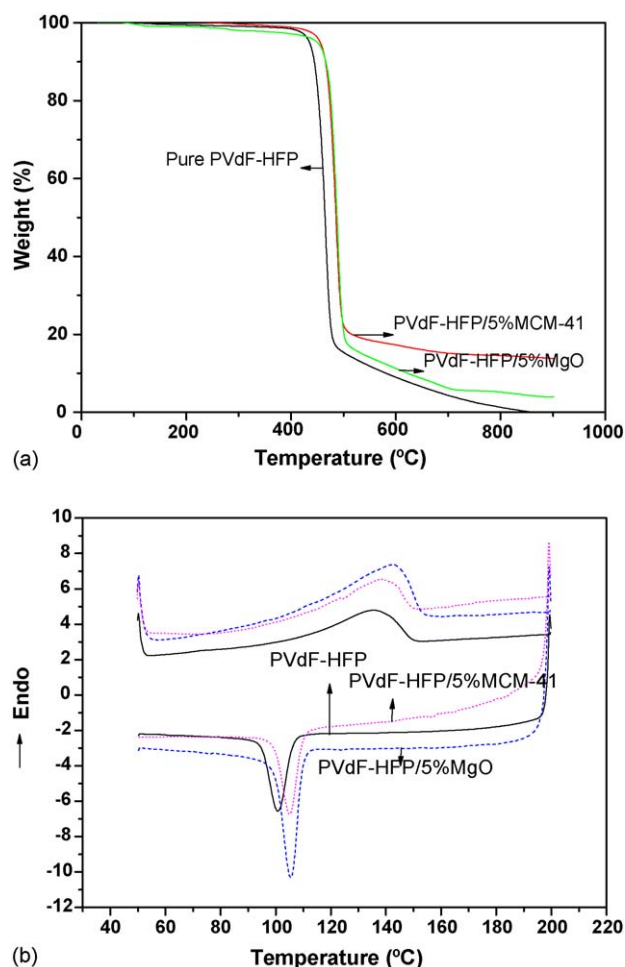 100
80
Pure PVdF-HFP
60
Weight (%)
40
PVdF-HFP/5%MCM-41
20
PVdF-HFP/5%MgO
0
0 200 400 600 800 1000
(a)
Temperature (ºC)
10
8
6
4
PVdF-HFP
2
PVdF-HFP/5%MCM-41
0
Endo
-2
PVdF-HFP/5%MgO
-4
-6
-8
-10
-12
40 60 80 100 120 140 160 180 200 220
(b)
Temperature (ºC)